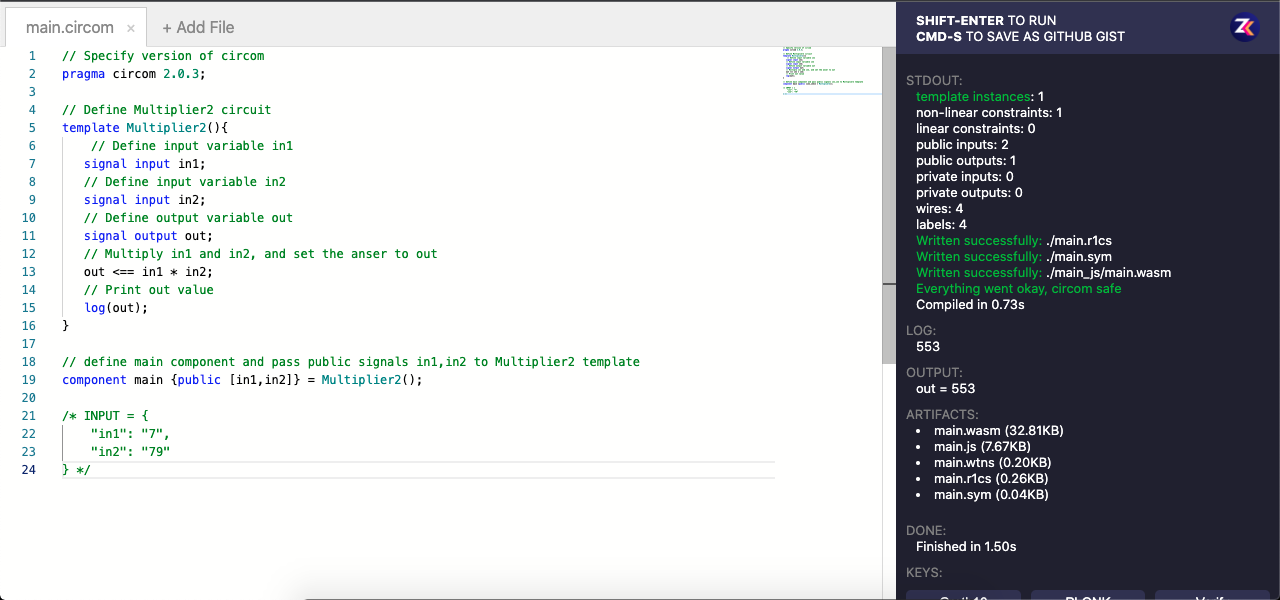 main.circom ×
+ Add File
1 // Specify version of circom
2 pragma circom 2.0.3;
3
4 // Define Multiplier2 circuit
5 template Multiplier2(){
6 // Define input variable in1
7 signal input in1;
8 // Define input variable in2
9 signal input in2;
10 // Define output variable out
11 signal output out;
12 // Multiply in1 and in2, and set the anser to out
13 out <== in1 * in2;
14 // Print out value
15 log(out);
16 }
17
18 // define main component and pass public signals in1,in2 to Multiplier2 template
19 component main {public [in1,in2]} = Multiplier2();
20
21 /* INPUT = {
22 "in1": "7",
23 "in2": "79"
24 } */
SHIFT-ENTER TO RUN
CMD-S TO SAVE AS GITHUB GIST
STDOUT:
template instances: 1
non-linear constraints: 1
linear constraints: 0
public inputs: 2
public outputs: 1
private inputs: 0
private outputs: 0
wires: 4
labels: 4
Written successfully: ./main.r1cs
Written successfully: ./main.sym
Written successfully: ./main_js/main.wasm
Everything went okay, circom safe
Compiled in 0.73s
LOG:
553
OUTPUT:
out = 553
ARTIFACTS:
• main.wasm (32.81KB)
• main.js (7.67KB)
• main.wtns (0.20KB)
• main.r1cs (0.26KB)
• main.sym (0.04KB)
DONE:
Finished in 1.50s
KEYS: